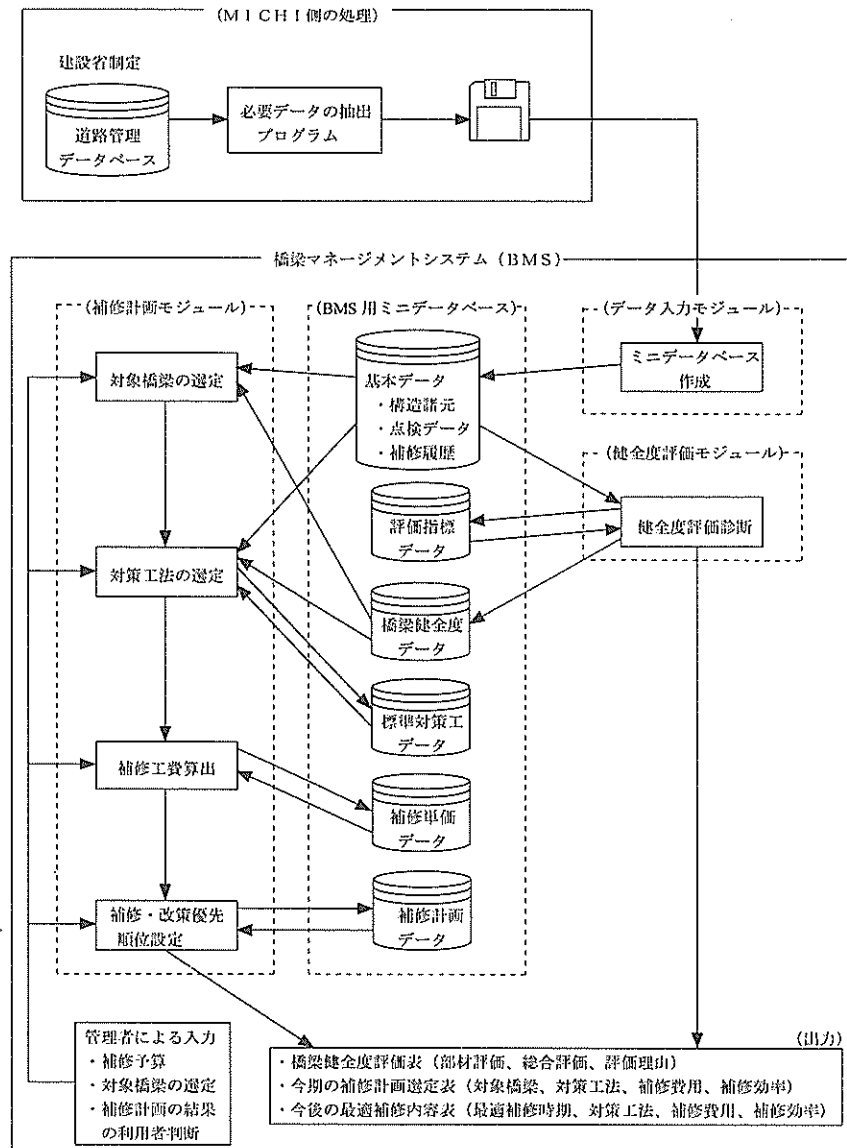 (MICHI側の処理)
建設省制定
道路管理
データベース
必要データの抽出
プログラム
橋梁マネージメントシステム(BMS)
(補修計画モジュール)
(BMS用ミニデータベース)
(データ入力モジュール)
対象橋梁の選定
基本データ
・構造諸元
・点検データ
・補修履歴
ミニデータベース
作成
(健全度評価モジュール)
評価指標
データ
健全度評価診断
対策工法の選定
橋梁健全度
データ
標準対策工
データ
補修工費算出
補修単価
データ
補修・改策優先
順位設定
補修計画
データ
管理者による入力
・補修予算
・対象橋梁の選定
・補修計画の結果
の利用者判断
(出力)
・橋梁健全度評価表(部材評価、総合評価、評価理由)
・今期の補修計画選定表(対象橋梁、対策工法、補修費用、補修効率)
・今後の最適補修内容表(最適補修時期、対策工法、補修費用、補修効率)